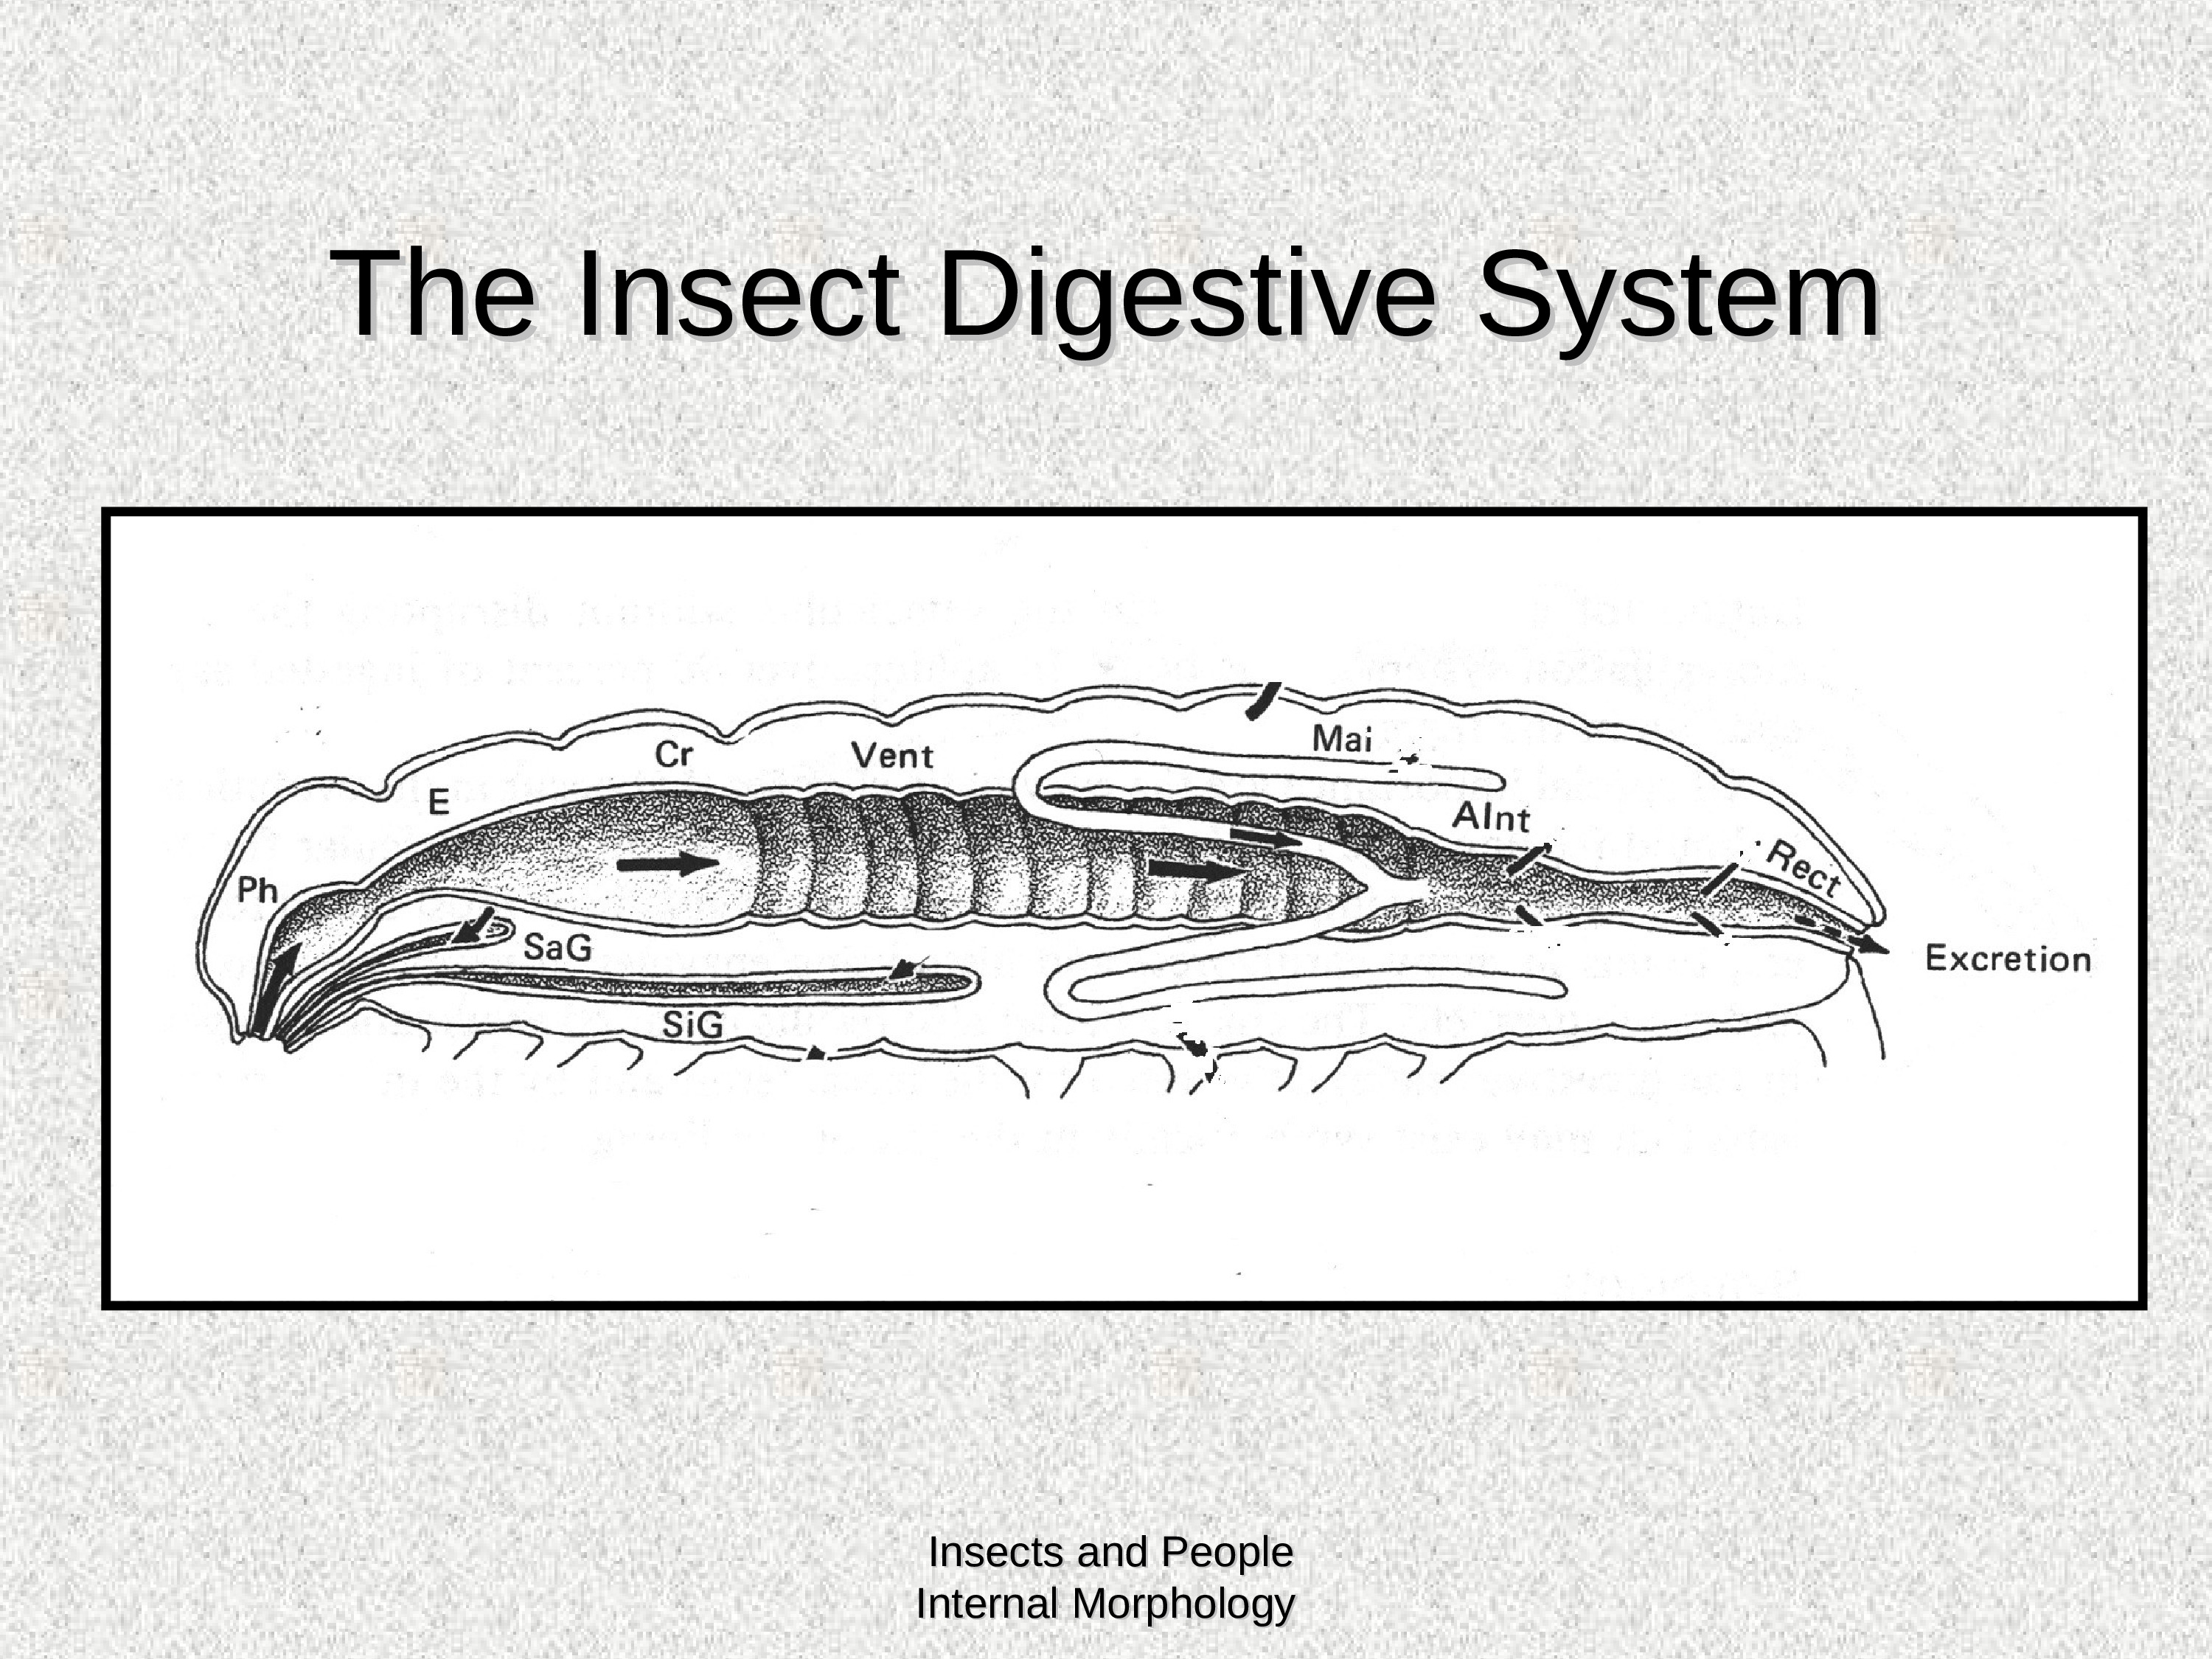 The Insect Digestive System
Mai
Cr
Vent
E
AInt
Rect
Ph
SaG
Excretion
SiG
Insects and People
Internal Morphology